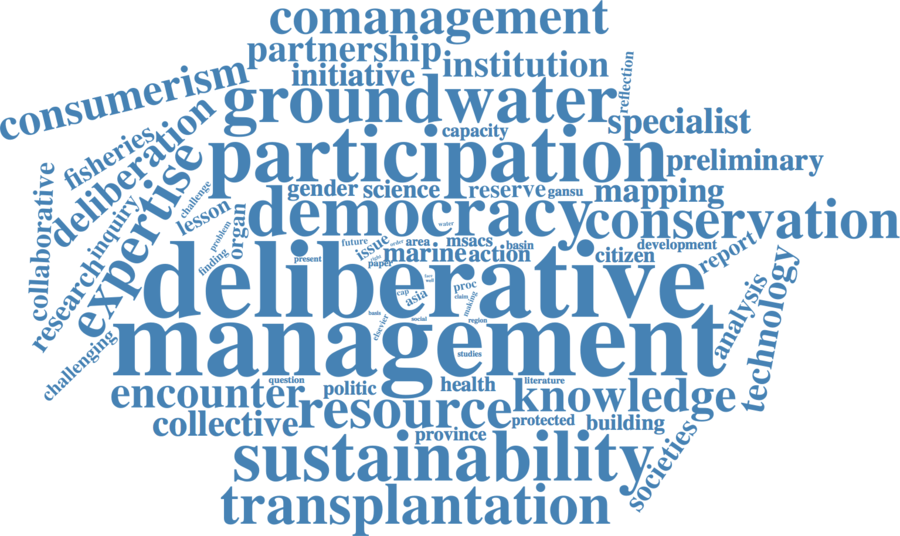 comanagement
partnership
initiative
institution
consumerism
groundwater
reflection
capacity
specialist
fisheries
deliberation
participation
preliminary
expertise
collaborative
challenge
lesson
gender
science
reserve
gansu
mapping
inquiry
research
organ
problem
finding
democracy
water
conservation
future
issue
order
area
msacs
basin
citizen
development
report
present
paper
marine
action
deliberative
asia
cap
proc
claim
making
elsevier
social
region
basis
management
studies
analysis
technology
challenging
encounter
question
politic
health
literature
knowledge
collective
resource
province
protected
building
societies
sustainability
transplantation